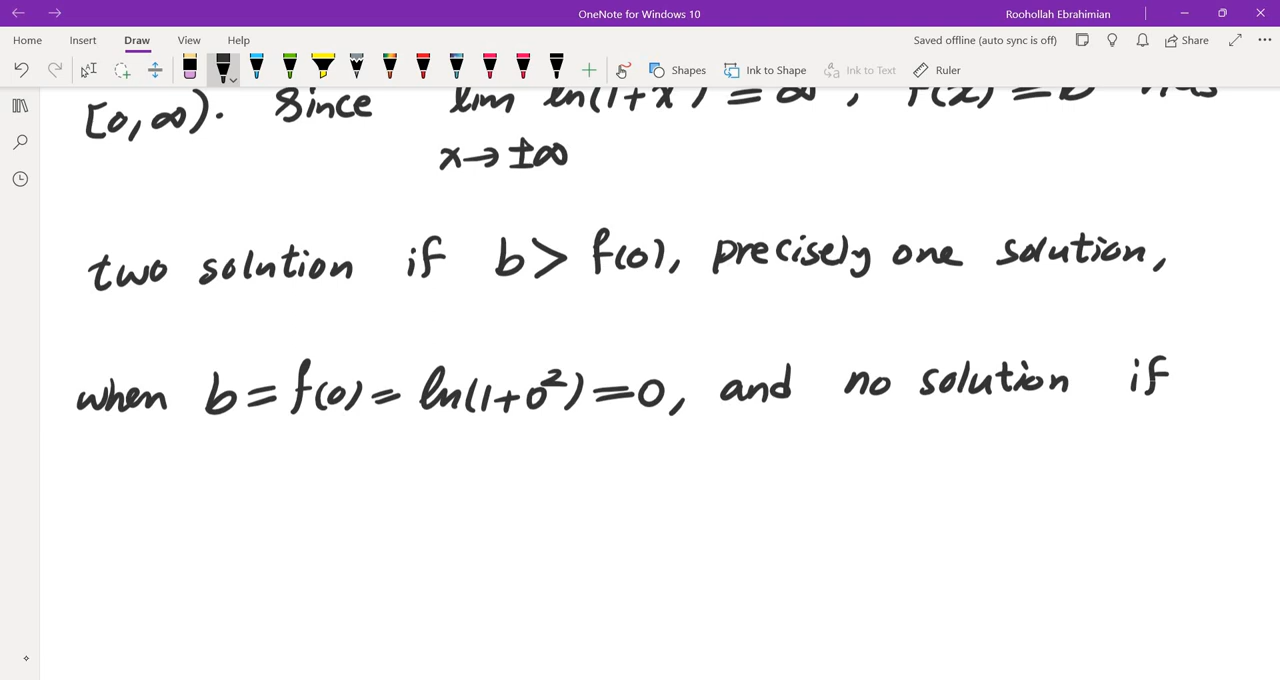 OneNote for Windows 10
Roohollah Ebrahimian
Home Insert Draw View Help
Saved offline (auto sync is off) Share
Shapes Ink to Shape Ink to Text Ruler
[0,∞). Since lim ln(1+x ) = ∞, f(x) = b has
x→±∞
two solution if b> f(0), precisely one solution,
when b = f(0) = ln(1+0²)=0, and no solution if